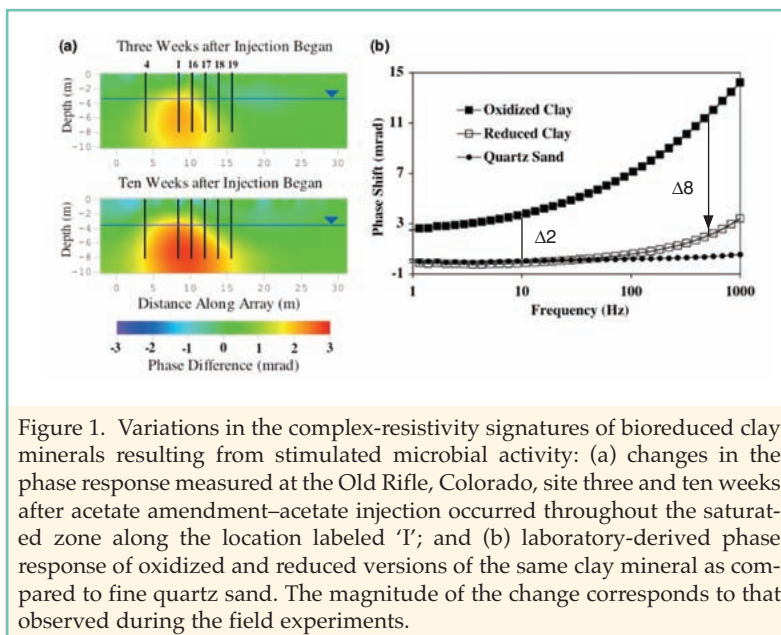 (a)
Three Weeks after Injection Began
4 I 16 17 18 19
Depth (m)
0
-2
-4
-6
-8
-10
0 5 10 15 20 25 30
Ten Weeks after Injection Began
Depth (m)
0
-2
-4
-6
-8
-10
0 5 10 15 20 25 30
Distance Along Array (m)
-3 -2 -1 0 1 2 3
Phase Difference (mrad)
(b)
Phase Shift (mrad)
15
11
7
3
-1
Oxidized Clay
Reduced Clay
Quartz Sand
Δ8
Δ2
1 10 100 1000
Frequency (Hz)
Figure 1. Variations in the complex-resistivity signatures of bioreduced clay
minerals resulting from stimulated microbial activity: (a) changes in the
phase response measured at the Old Rifle, Colorado, site three and ten weeks
after acetate amendment–acetate injection occurred throughout the saturat-
ed zone along the location labeled ‘I’; and (b) laboratory-derived phase
response of oxidized and reduced versions of the same clay mineral as com-
pared to fine quartz sand. The magnitude of the change corresponds to that
observed during the field experiments.